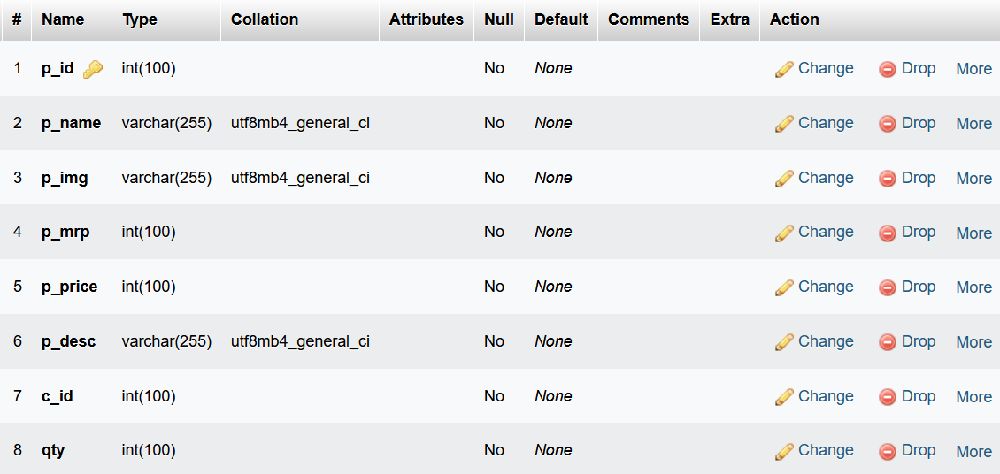 # Name Type Collation Attributes Null Default Comments Extra Action
1 p_id int(100) No None Change Drop More
2 p_name varchar(255) utf8mb4_general_ci No None Change Drop More
3 p_img varchar(255) utf8mb4_general_ci No None Change Drop More
4 p_mrp int(100) No None Change Drop More
5 p_price int(100) No None Change Drop More
6 p_desc varchar(255) utf8mb4_general_ci No None Change Drop More
7 c_id int(100) No None Change Drop More
8 qty int(100) No None Change Drop More